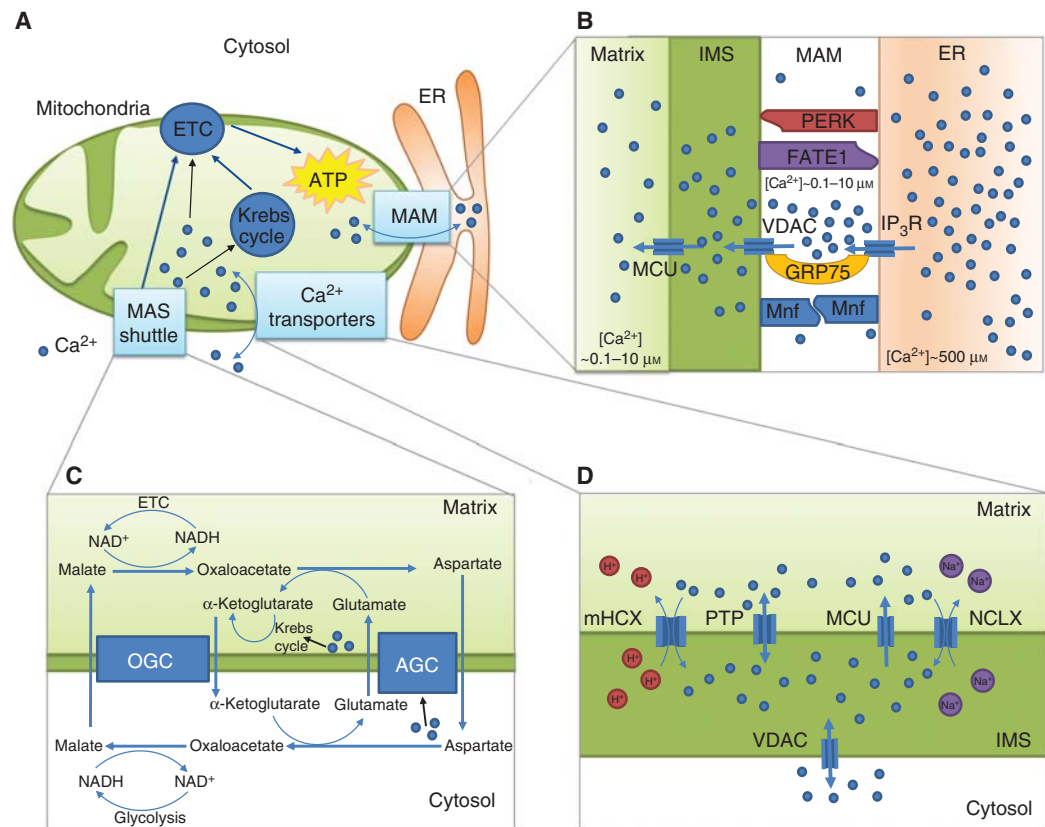 A
Cytosol
Mitochondria
ER
ETC
ATP
Krebs
cycle
MAM
MAS
shuttle
Ca²⁺
transporters
Ca²⁺
B
Matrix
IMS
MAM
ER
PERK
FATE1
[Ca²⁺]~0.1–10 μM
VDAC
IP₃R
MCU
GRP75
Mnf
Mnf
[Ca²⁺]
~0.1–10 μM
[Ca²⁺]~500 μM
C
Matrix
ETC
NAD⁺
NADH
Malate
Oxaloacetate
Aspartate
α-Ketoglutarate
Glutamate
Krebs
cycle
OGC
AGC
α-Ketoglutarate
Glutamate
Malate
Oxaloacetate
Aspartate
NADH
NAD⁺
Glycolysis
Cytosol
D
Matrix
H⁺
H⁺
Na⁺
Na⁺
mHCX
PTP
MCU
NCLX
H⁺
H⁺
H⁺
Na⁺
Na⁺
VDAC
IMS
Cytosol